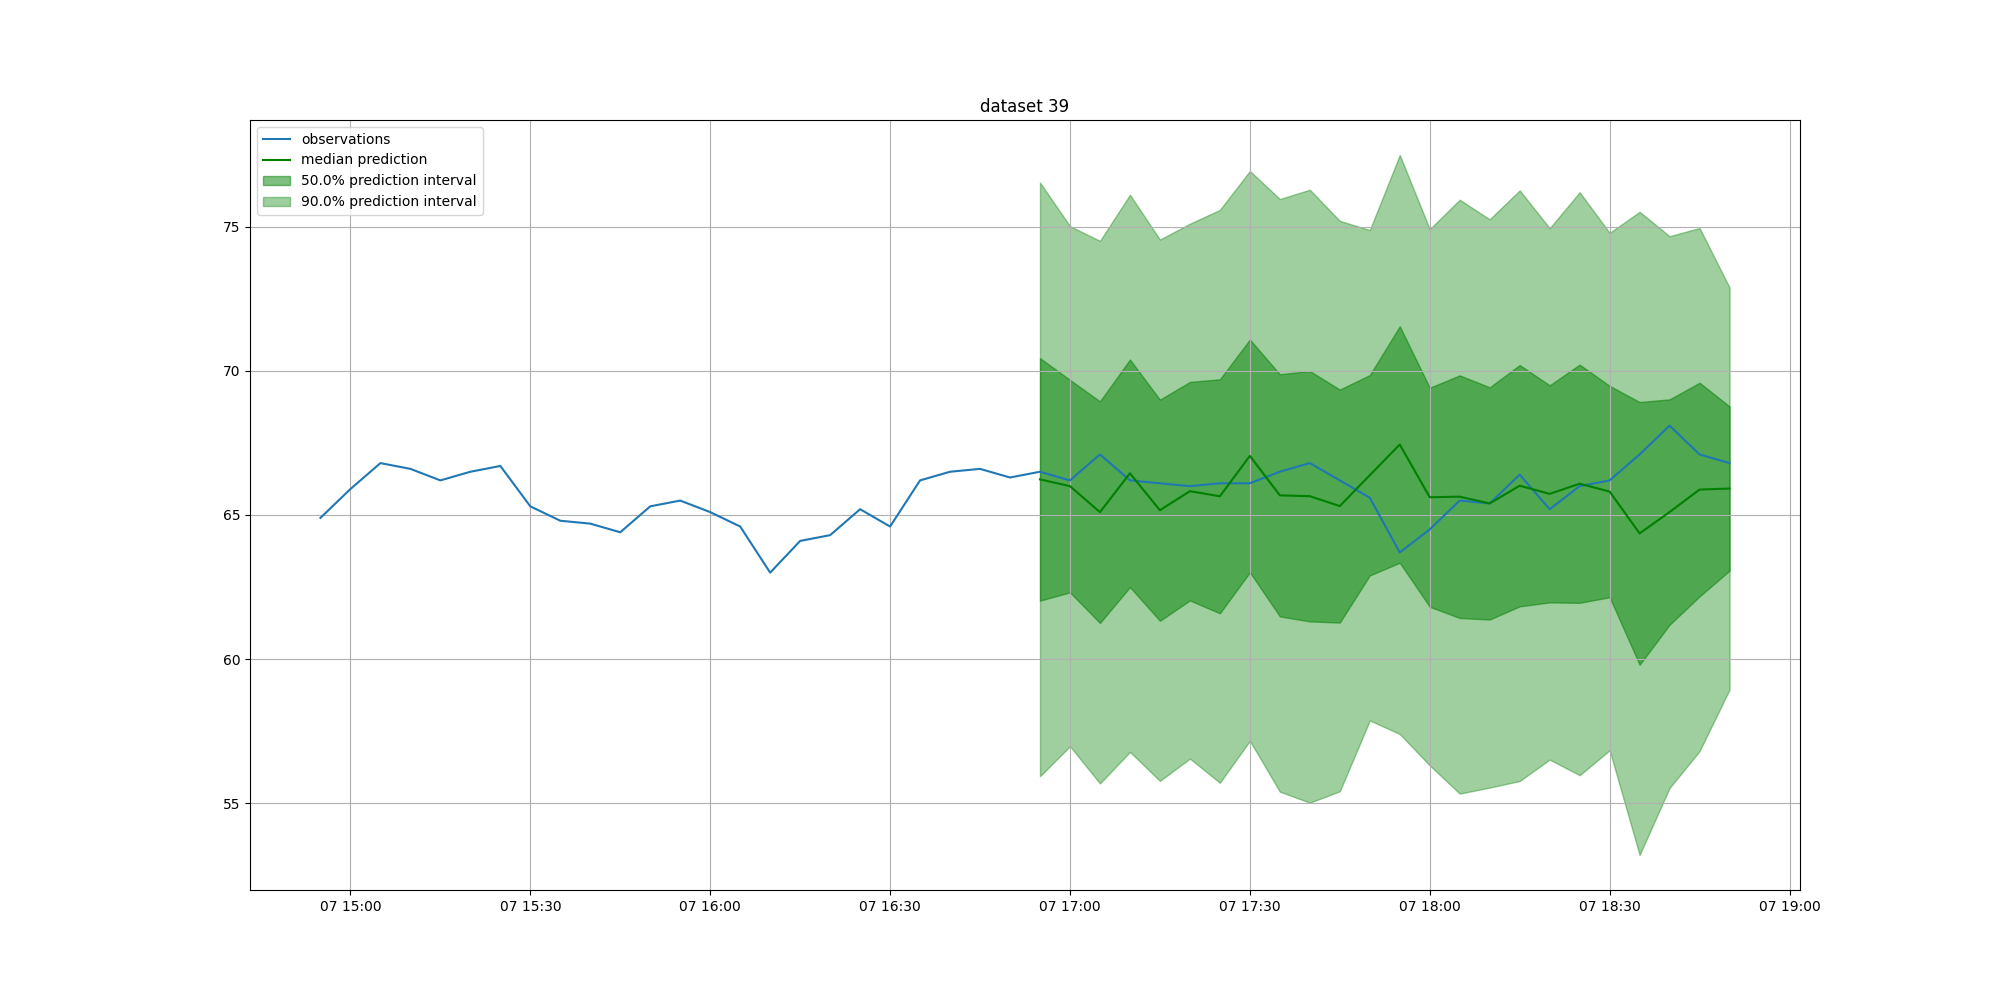 dataset 39
observations
median prediction
50.0% prediction interval
90.0% prediction interval
75
70
65
60
55
07 15:00
07 15:30
07 16:00
07 16:30
07 17:00
07 17:30
07 18:00
07 18:30
07 19:00